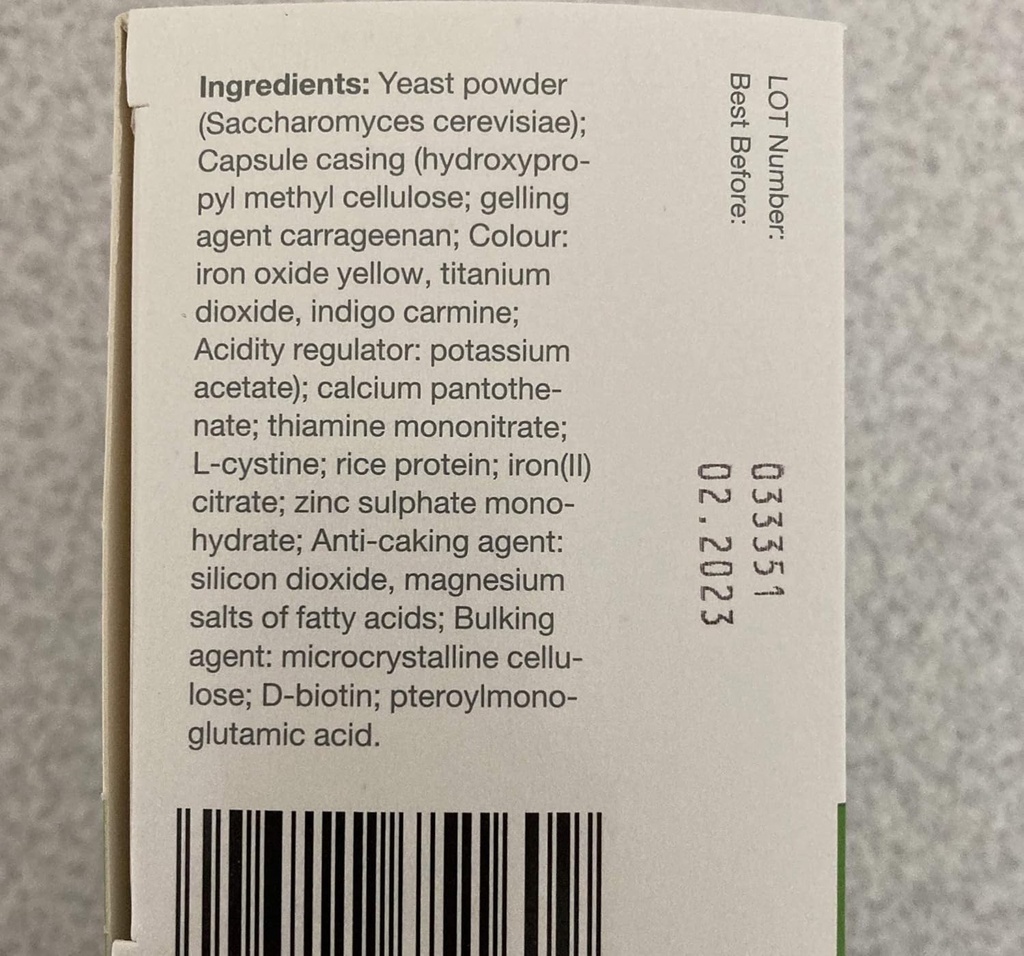 Ingredients: Yeast powder
(Saccharomyces cerevisiae);
Capsule casing (hydroxypro-
pyl methyl cellulose; gelling
agent carrageenan; Colour:
iron oxide yellow, titanium
dioxide, indigo carmine;
Acidity regulator: potassium
acetate); calcium pantothe-
nate; thiamine mononitrate;
L-cystine; rice protein; iron(II)
citrate; zinc sulphate mono-
hydrate; Anti-caking agent:
silicon dioxide, magnesium
salts of fatty acids; Bulking
agent: microcrystalline cellu-
lose; D-biotin; pteroylmono-
glutamic acid.
LOT Number: 033351
Best Before: 02.2023